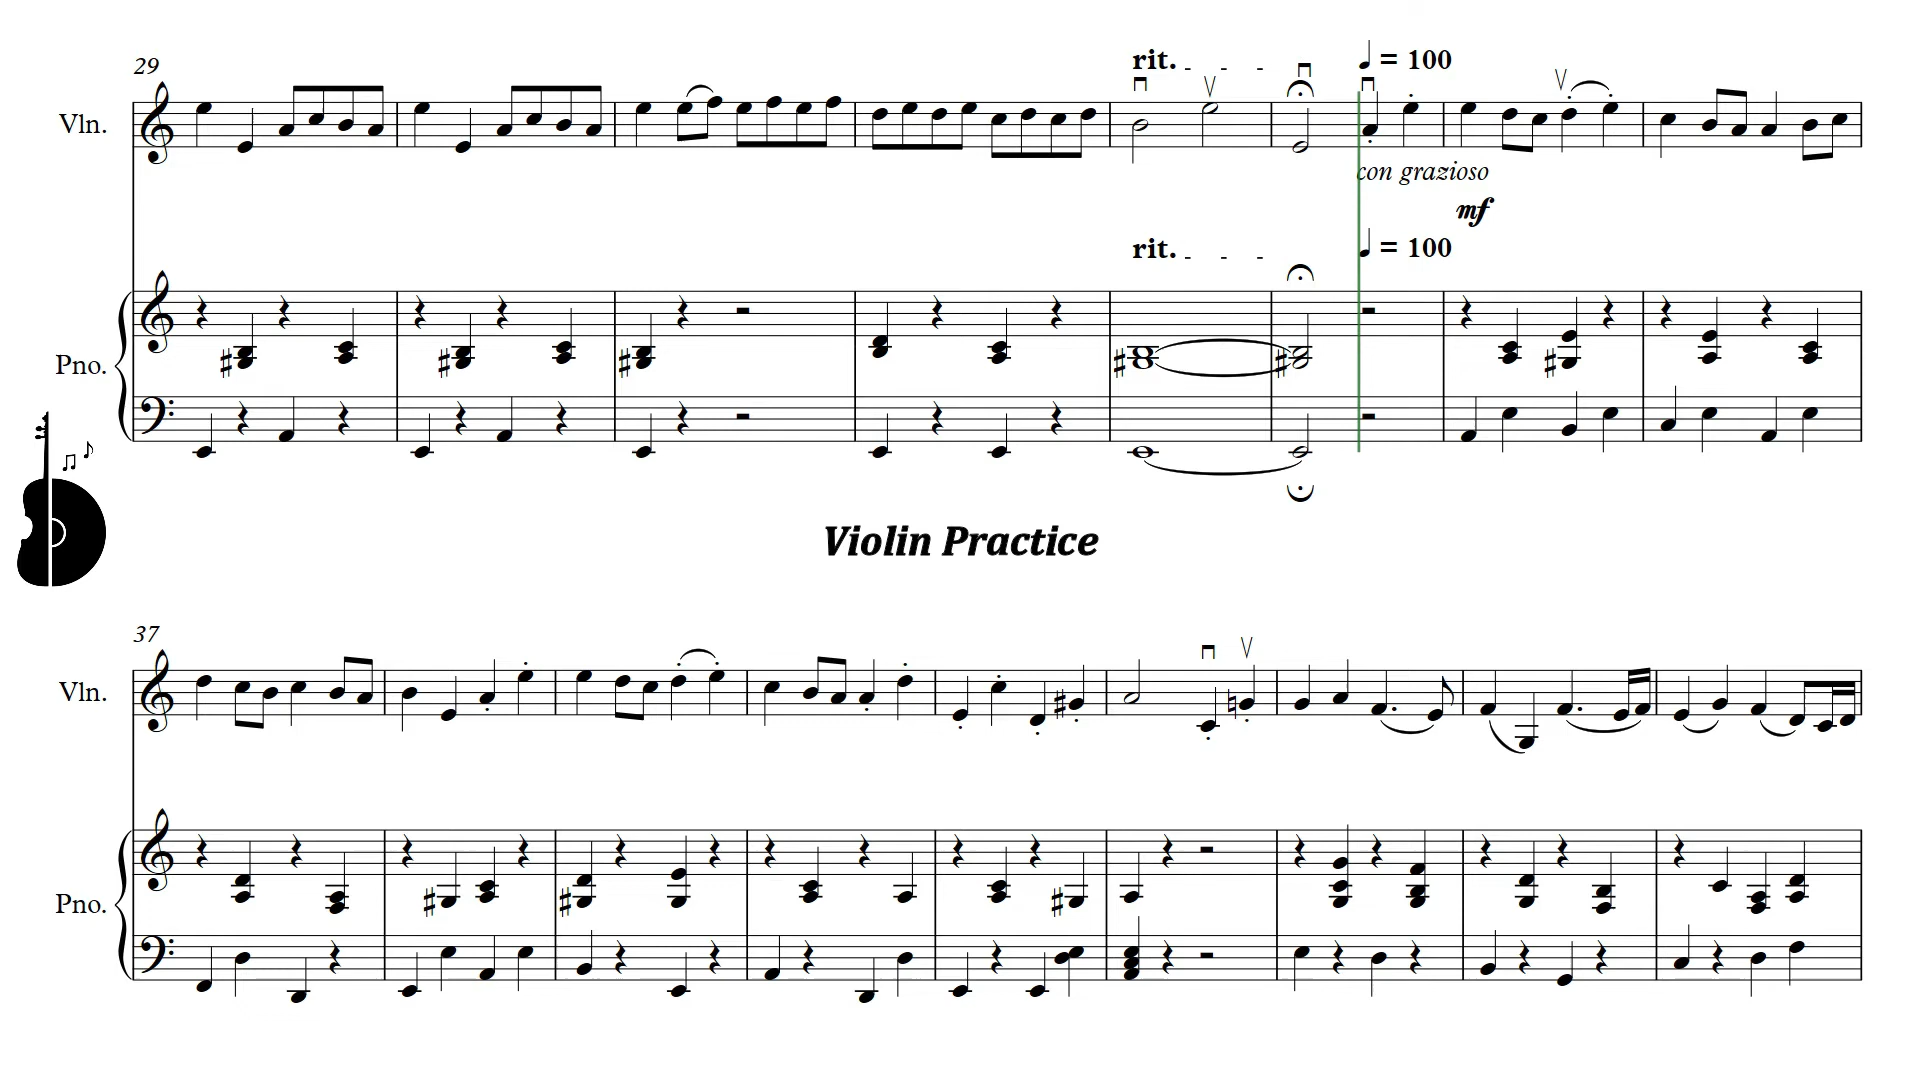 29
rit. - - -
♩ = 100
Vln.
con grazioso
mf
rit. - - -
♩ = 100
Pno.
Violin Practice
37
Vln.
Pno.